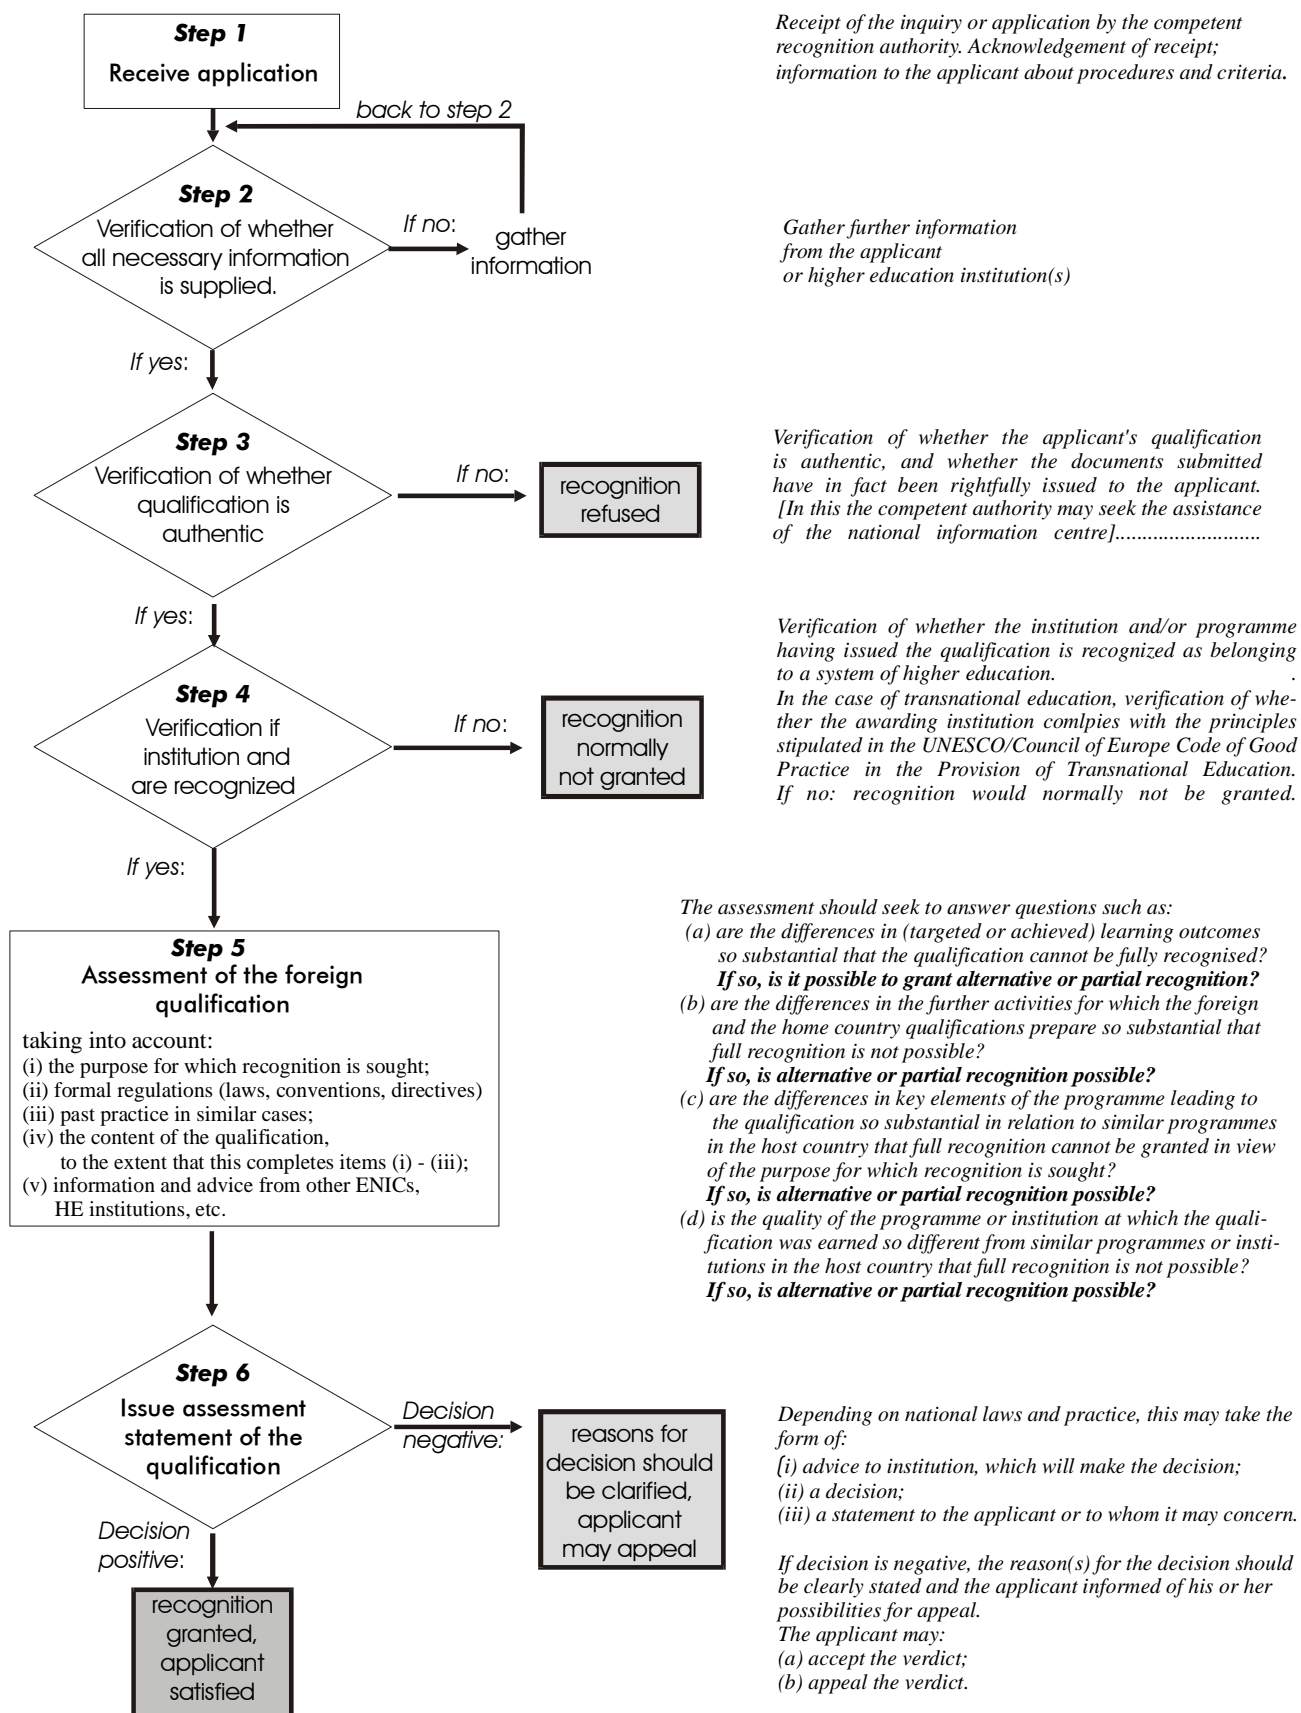 Step 1
Receive application
Receipt of the inquiry or application by the competent
recognition authority. Acknowledgement of receipt;
information to the applicant about procedures and criteria.
back to step 2
Step 2
Verification of whether
all necessary information
is supplied.
If no:
gather
information
Gather further information
from the applicant
or higher education institution(s)
If yes:
Step 3
Verification of whether
qualification is
authentic
If no:
recognition
refused
Verification of whether the applicant's qualification
is authentic, and whether the documents submitted
have in fact been rightfully issued to the applicant.
[In this the competent authority may seek the assistance
of the national information centre]...........................
If yes:
Step 4
Verification if
institution and
are recognized
If no:
recognition
normally
not granted
Verification of whether the institution and/or programme
having issued the qualification is recognized as belonging
to a system of higher education. .
In the case of transnational education, verification of whe-
ther the awarding institution comlpies with the principles
stipulated in the UNESCO/Council of Europe Code of Good
Practice in the Provision of Transnational Education.
If no: recognition would normally not be granted.
If yes:
Step 5
Assessment of the foreign
qualification
taking into account:
(i) the purpose for which recognition is sought;
(ii) formal regulations (laws, conventions, directives)
(iii) past practice in similar cases;
(iv) the content of the qualification,
to the extent that this completes items (i) - (iii);
(v) information and advice from other ENICs,
HE institutions, etc.
The assessment should seek to answer questions such as:
(a) are the differences in (targeted or achieved) learning outcomes
so substantial that the qualification cannot be fully recognised?
If so, is it possible to grant alternative or partial recognition?
(b) are the differences in the further activities for which the foreign
and the home country qualifications prepare so substantial that
full recognition is not possible?
If so, is alternative or partial recognition possible?
(c) are the differences in key elements of the programme leading to
the qualification so substantial in relation to similar programmes
in the host country that full recognition cannot be granted in view
of the purpose for which recognition is sought?
If so, is alternative or partial recognition possible?
(d) is the quality of the programme or institution at which the quali-
fication was earned so different from similar programmes or insti-
tutions in the host country that full recognition is not possible?
If so, is alternative or partial recognition possible?
Step 6
Issue assessment
statement of the
qualification
Decision
negative:
reasons for
decision should
be clarified,
applicant
may appeal
Decision
positive:
recognition
granted,
applicant
satisfied
Depending on national laws and practice, this may take the
form of:
(i) advice to institution, which will make the decision;
(ii) a decision;
(iii) a statement to the applicant or to whom it may concern.
If decision is negative, the reason(s) for the decision should
be clearly stated and the applicant informed of his or her
possibilities for appeal.
The applicant may:
(a) accept the verdict;
(b) appeal the verdict.